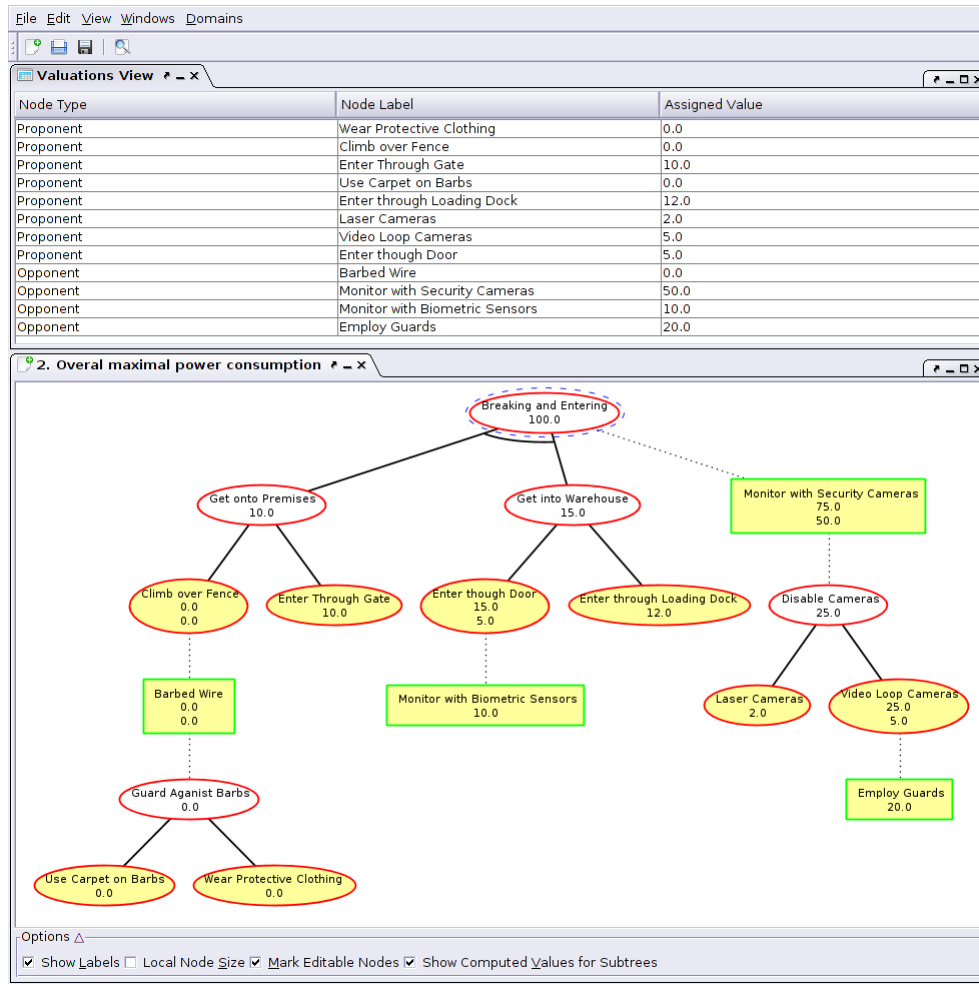 File Edit View Windows Domains
Valuations View
Node Type Node Label Assigned Value
Proponent Wear Protective Clothing 0.0
Proponent Climb over Fence 0.0
Proponent Enter Through Gate 10.0
Proponent Use Carpet on Barbs 0.0
Proponent Enter through Loading Dock 12.0
Proponent Laser Cameras 2.0
Proponent Video Loop Cameras 5.0
Proponent Enter though Door 5.0
Opponent Barbed Wire 0.0
Opponent Monitor with Security Cameras 50.0
Opponent Monitor with Biometric Sensors 10.0
Opponent Employ Guards 20.0
2. Overal maximal power consumption
Breaking and Entering
100.0
Get onto Premises
10.0
Get into Warehouse
15.0
Monitor with Security Cameras
75.0
50.0
Climb over Fence
0.0
0.0
Enter Through Gate
10.0
Enter though Door
15.0
5.0
Enter through Loading Dock
12.0
Disable Cameras
25.0
Barbed Wire
0.0
0.0
Monitor with Biometric Sensors
10.0
Laser Cameras
2.0
Video Loop Cameras
25.0
5.0
Guard Aganist Barbs
0.0
Employ Guards
20.0
Use Carpet on Barbs
0.0
Wear Protective Clothing
0.0
Options
Show Labels Local Node Size Mark Editable Nodes Show Computed Values for Subtrees